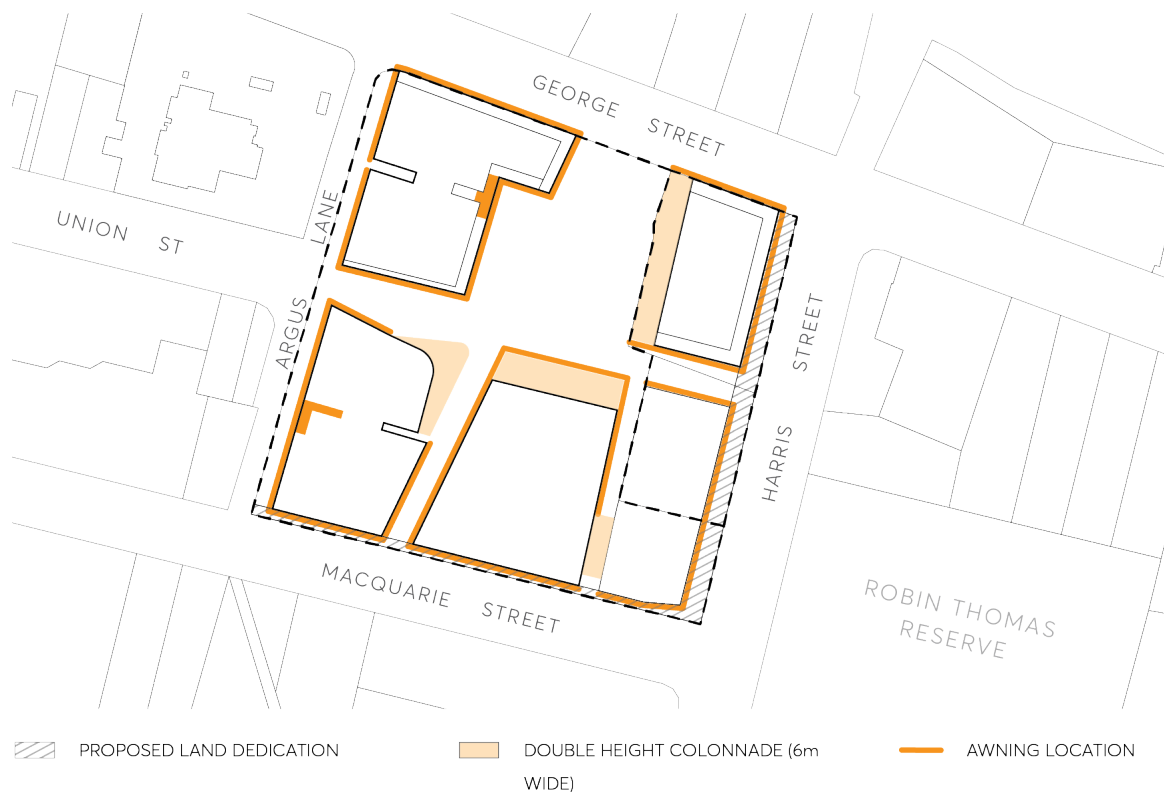 GEORGE STREET
UNION ST
ARGUS LANE
HARRIS STREET
MACQUARIE STREET
ROBIN THOMAS
RESERVE
PROPOSED LAND DEDICATION
DOUBLE HEIGHT COLONNADE (6m
WIDE)
AWNING LOCATION